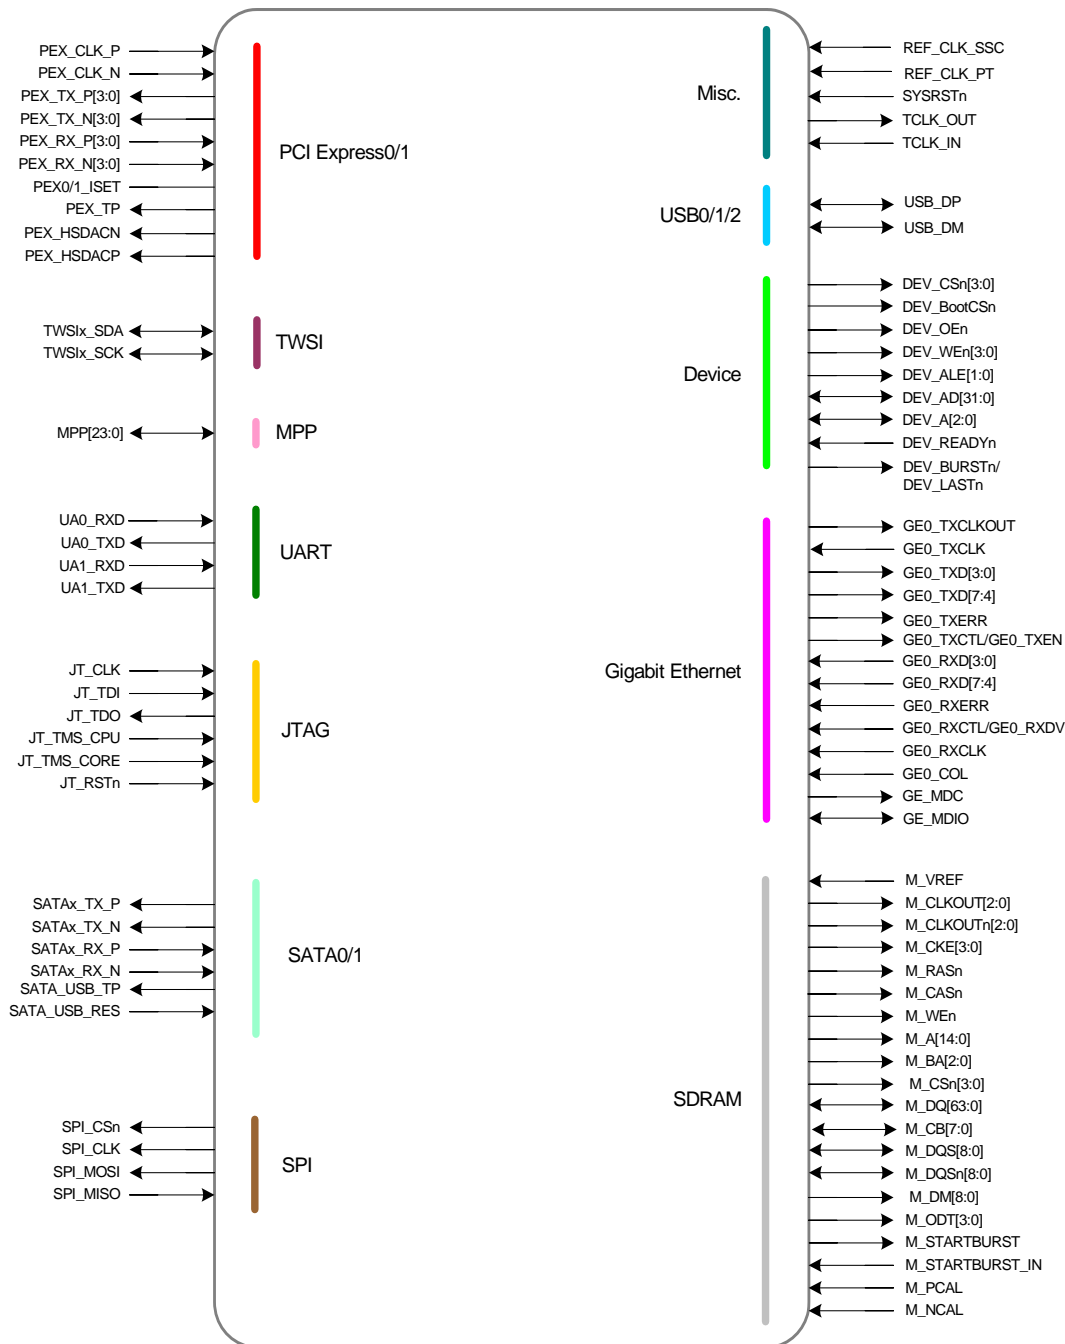 PEX_CLK_P
PEX_CLK_N
PEX_TX_P[3:0]
PEX_TX_N[3:0]
PEX_RX_P[3:0]
PEX_RX_N[3:0]
PEX0/1_ISET
PEX_TP
PEX_HSDACN
PEX_HSDACP
PCI Express0/1
TWSIx_SDA
TWSIx_SCK
TWSI
MPP[23:0]
MPP
UA0_RXD
UA0_TXD
UA1_RXD
UA1_TXD
UART
JT_CLK
JT_TDI
JT_TDO
JT_TMS_CPU
JT_TMS_CORE
JT_RSTn
JTAG
SATAx_TX_P
SATAx_TX_N
SATAx_RX_P
SATAx_RX_N
SATA_USB_TP
SATA_USB_RES
SATA0/1
SPI_CSn
SPI_CLK
SPI_MOSI
SPI_MISO
SPI
Misc.
REF_CLK_SSC
REF_CLK_PT
SYSRSTn
TCLK_OUT
TCLK_IN
USB0/1/2
USB_DP
USB_DM
Device
DEV_CSn[3:0]
DEV_BootCSn
DEV_OEn
DEV_WEn[3:0]
DEV_ALE[1:0]
DEV_AD[31:0]
DEV_A[2:0]
DEV_READYn
DEV_BURSTn/
DEV_LASTn
Gigabit Ethernet
GE0_TXCLKOUT
GE0_TXCLK
GE0_TXD[3:0]
GE0_TXD[7:4]
GE0_TXERR
GE0_TXCTL/GE0_TXEN
GE0_RXD[3:0]
GE0_RXD[7:4]
GE0_RXERR
GE0_RXCTL/GE0_RXDV
GE0_RXCLK
GE0_COL
GE_MDC
GE_MDIO
SDRAM
M_VREF
M_CLKOUT[2:0]
M_CLKOUTn[2:0]
M_CKE[3:0]
M_RASn
M_CASn
M_WEn
M_A[14:0]
M_BA[2:0]
M_CSn[3:0]
M_DQ[63:0]
M_CB[7:0]
M_DQS[8:0]
M_DQSn[8:0]
M_DM[8:0]
M_ODT[3:0]
M_STARTBURST
M_STARTBURST_IN
M_PCAL
M_NCAL